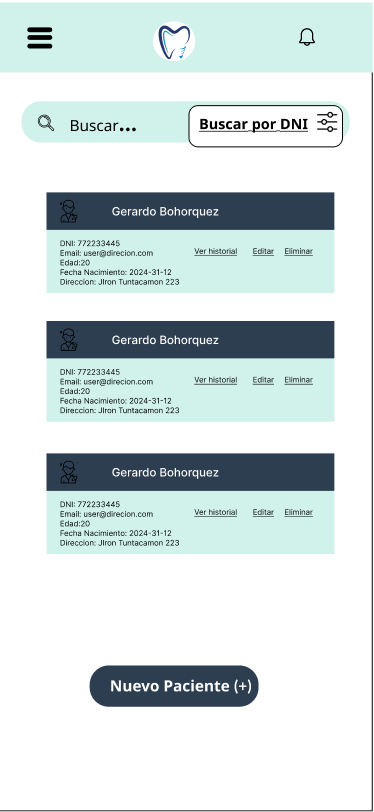 Buscar...
Buscar por DNI
Gerardo Bohorquez
DNI: 772233445
Email: user@direcion.com
Edad:20
Fecha Nacimiento: 2024-31-12
Direccion: JIron Tuntacamon 223
Ver historial Editar Eliminar
Gerardo Bohorquez
DNI: 772233445
Email: user@direcion.com
Edad:20
Fecha Nacimiento: 2024-31-12
Direccion: JIron Tuntacamon 223
Ver historial Editar Eliminar
Gerardo Bohorquez
DNI: 772233445
Email: user@direcion.com
Edad:20
Fecha Nacimiento: 2024-31-12
Direccion: JIron Tuntacamon 223
Ver historial Editar Eliminar
Nuevo Paciente (+)